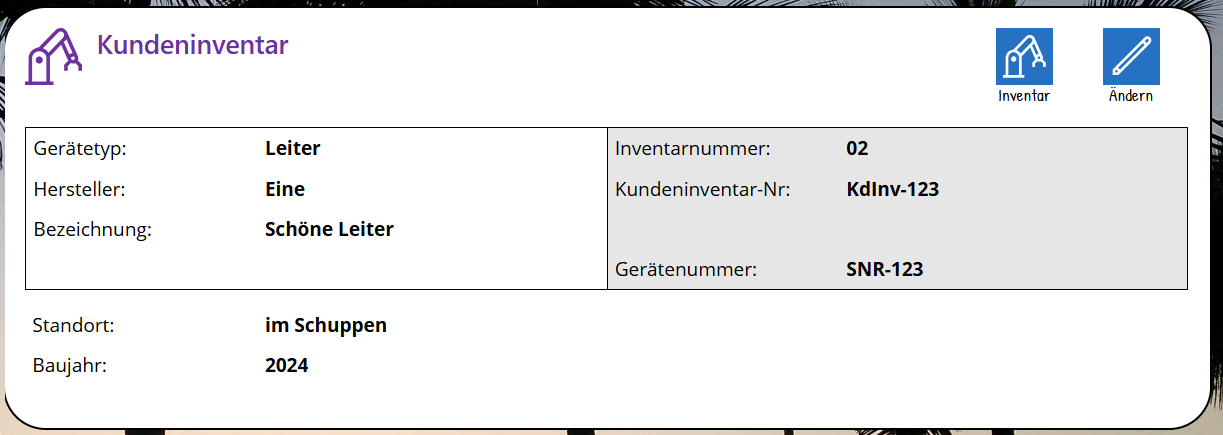 Kundeninventar
Inventar
Ändern
Gerätetyp: Leiter
Inventarnummer: 02
Hersteller: Eine
Kundeninventar-Nr: KdInv-123
Bezeichnung: Schöne Leiter
Gerätenummer: SNR-123
Standort: im Schuppen
Baujahr: 2024